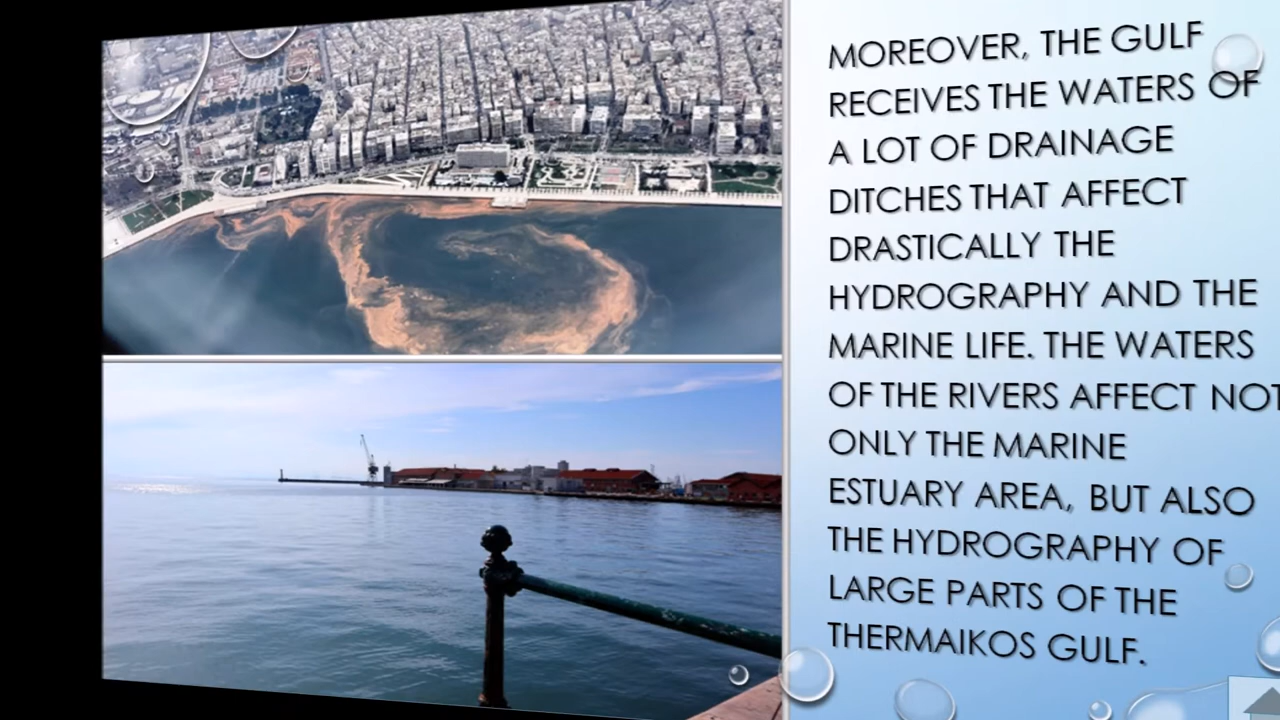 MOREOVER, THE GULF
RECEIVES THE WATERS OF
A LOT OF DRAINAGE
DITCHES THAT AFFECT
DRASTICALLY THE
HYDROGRAPHY AND THE
MARINE LIFE. THE WATERS
OF THE RIVERS AFFECT NOT
ONLY THE MARINE
ESTUARY AREA, BUT ALSO
THE HYDROGRAPHY OF
LARGE PARTS OF THE
THERMAIKOS GULF.